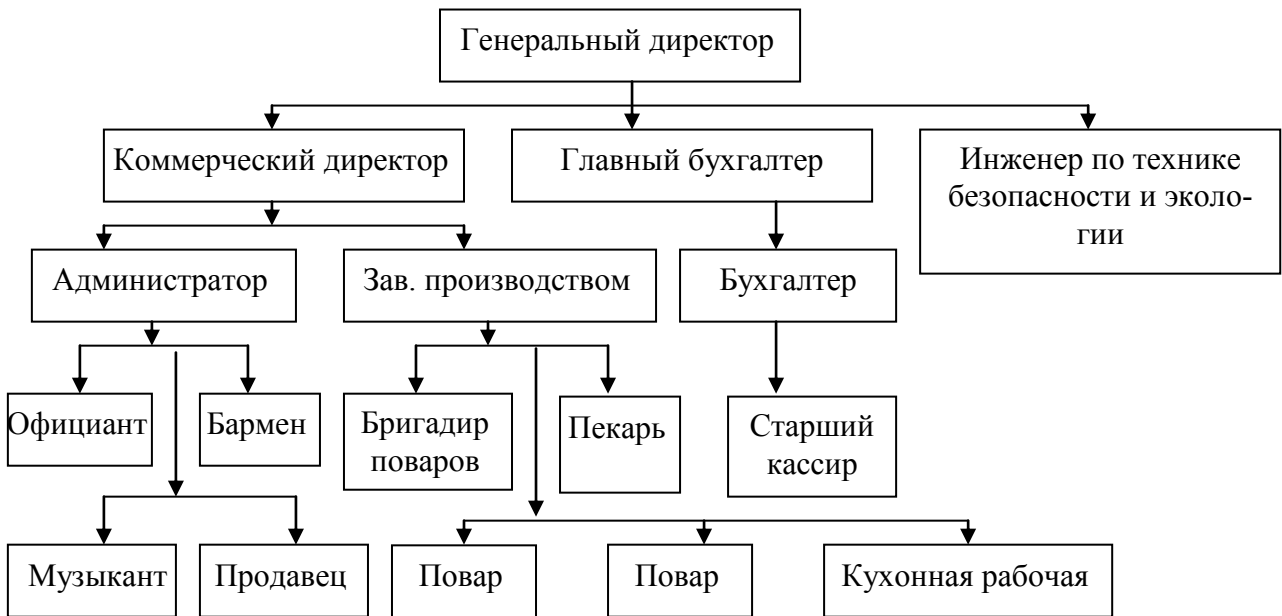 Генеральный директор
Коммерческий директор
Главный бухгалтер
Инженер по технике
безопасности и эколо-
гии
Администратор
Зав. производством
Бухгалтер
Официант
Бармен
Бригадир
поваров
Пекарь
Старший
кассир
Музыкант
Продавец
Повар
Повар
Кухонная рабочая